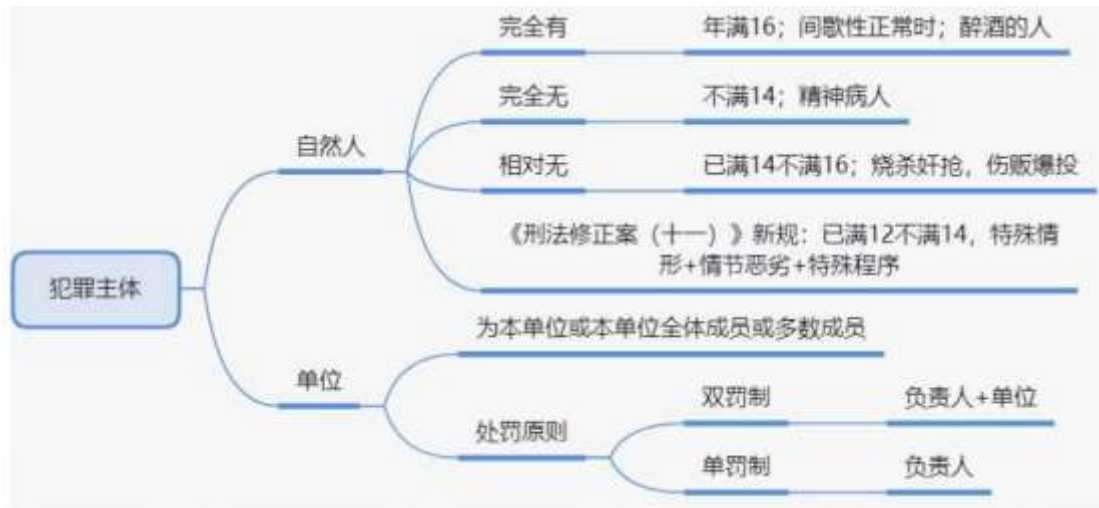 犯罪主体
自然人
完全有
年满16；间歇性正常时；醉酒的人
完全无
不满14；精神病人
相对无
已满14不满16；烧杀奸抢，伤贩爆投
《刑法修正案（十一）》新规：已满12不满14，特殊情
形+情节恶劣+特殊程序
单位
为本单位或本单位全体成员或多数成员
处罚原则
双罚制
负责人+单位
单罚制
负责人